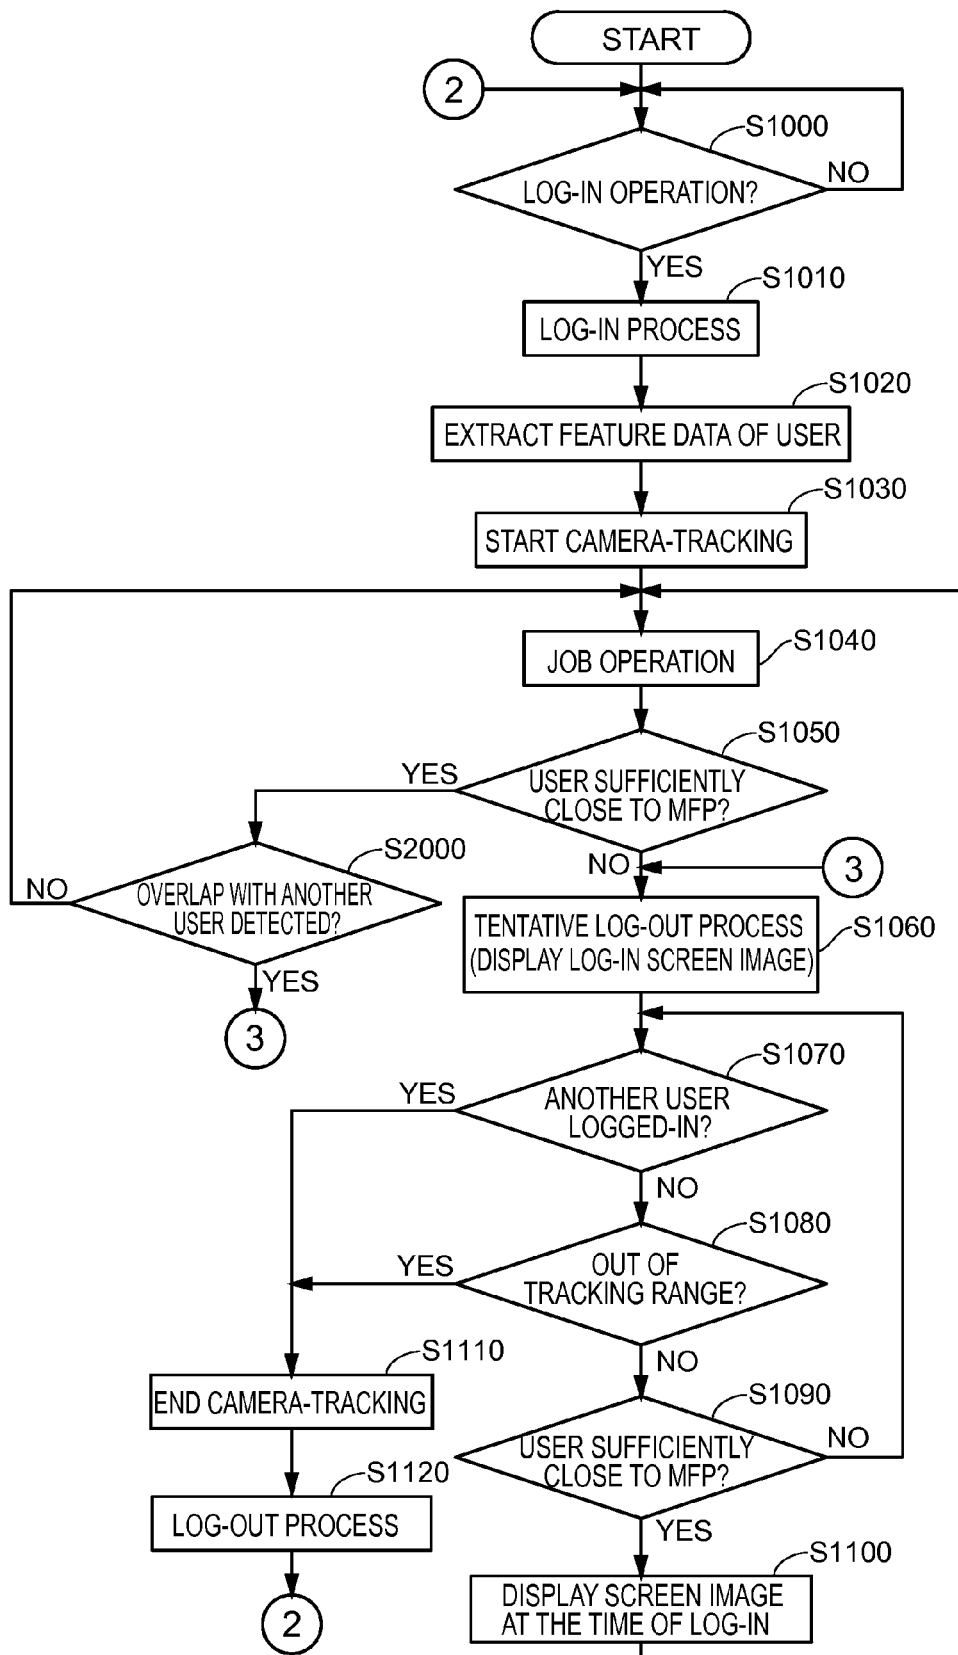 START
2
S1000
LOG-IN OPERATION?
NO
YES
S1010
LOG-IN PROCESS
S1020
EXTRACT FEATURE DATA OF USER
S1030
START CAMERA-TRACKING
S1040
JOB OPERATION
S1050
YES
USER SUFFICIENTLY
CLOSE TO MFP?
NO
3
S2000
NO
OVERLAP WITH ANOTHER
USER DETECTED?
YES
3
S1060
TENTATIVE LOG-OUT PROCESS
(DISPLAY LOG-IN SCREEN IMAGE)
S1070
YES
ANOTHER USER
LOGGED-IN?
NO
S1080
YES
OUT OF
TRACKING RANGE?
NO
S1110
END CAMERA-TRACKING
S1090
USER SUFFICIENTLY
CLOSE TO MFP?
NO
YES
S1120
LOG-OUT PROCESS
2
S1100
DISPLAY SCREEN IMAGE
AT THE TIME OF LOG-IN